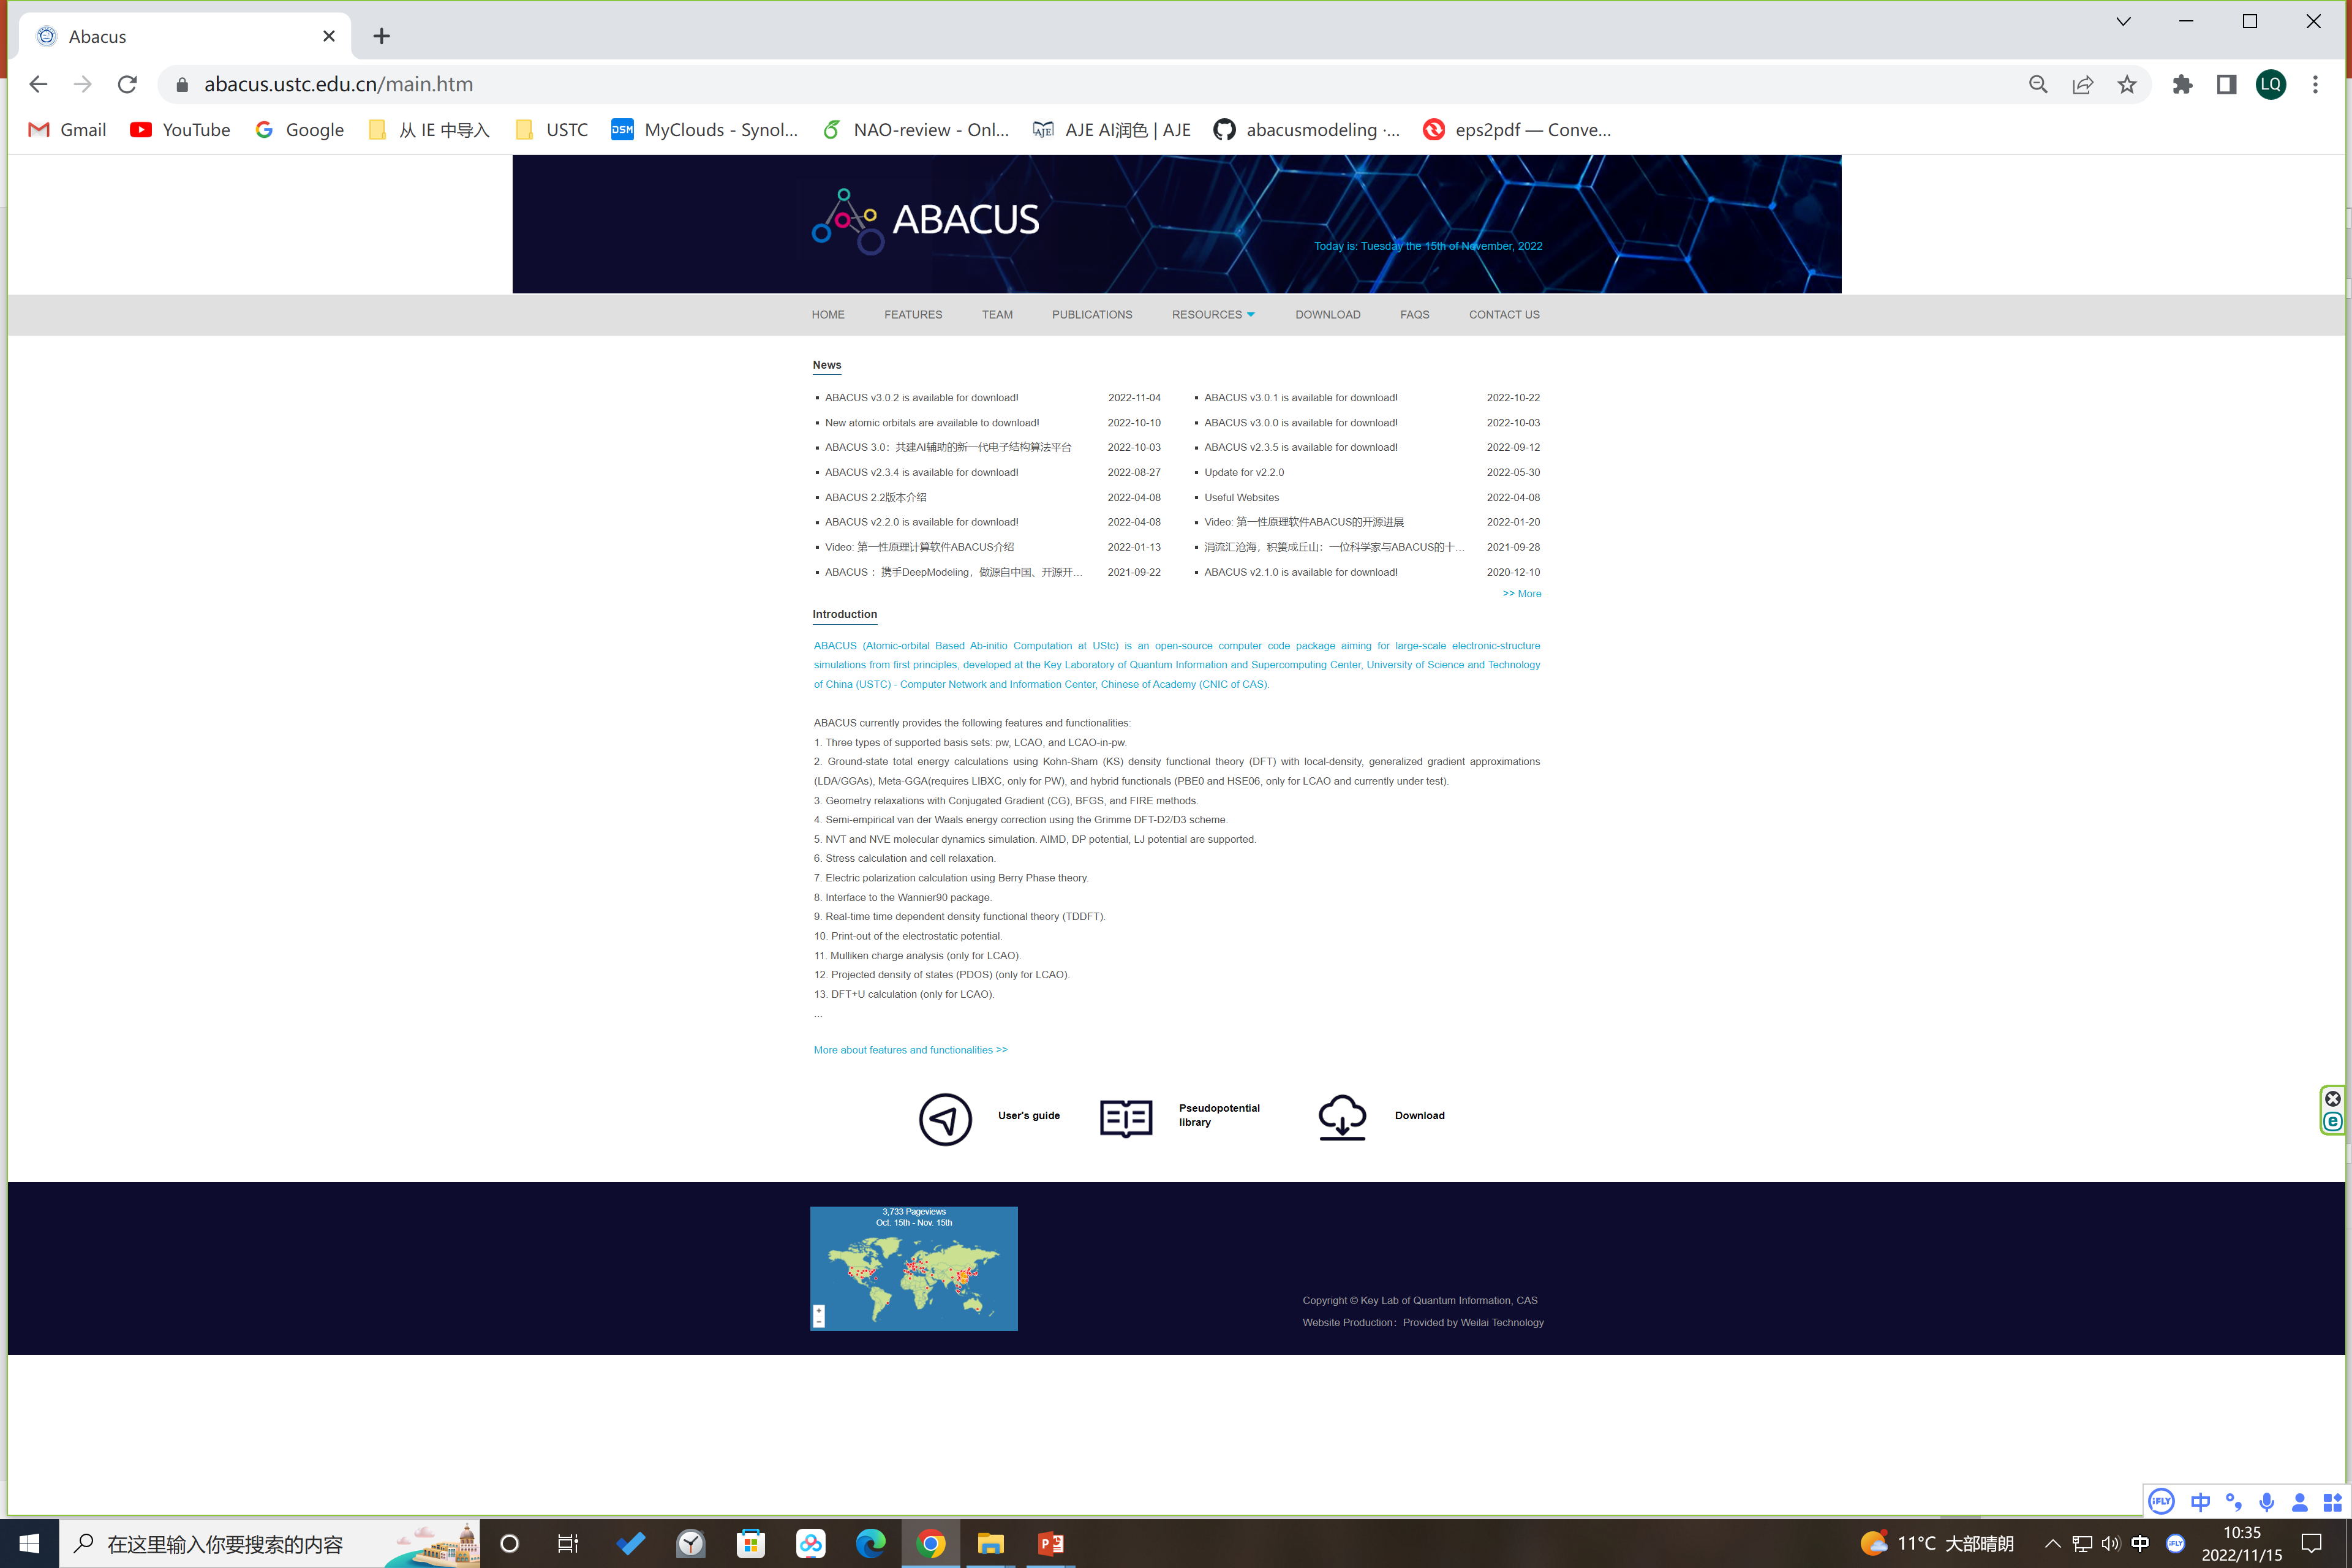 Abacus
abacus.ustc.edu.cn/main.htm
LQ
Gmail YouTube Google 从 IE 中导入 USTC DSM MyClouds - Synol... NAO-review - Onl... AJE AJE AI润色 | AJE abacusmodeling ·... eps2pdf — Conve...
ABACUS
Today is: Tuesday the 15th of November, 2022
HOME FEATURES TEAM PUBLICATIONS RESOURCES DOWNLOAD FAQS CONTACT US
News
ABACUS v3.0.2 is available for download! 2022-11-04 ABACUS v3.0.1 is available for download! 2022-10-22
New atomic orbitals are available to download! 2022-10-10 ABACUS v3.0.0 is available for download! 2022-10-03
ABACUS 3.0：共建AI辅助的新一代电子结构算法平台 2022-10-03 ABACUS v2.3.5 is available for download! 2022-09-12
ABACUS v2.3.4 is available for download! 2022-08-27 Update for v2.2.0 2022-05-30
ABACUS 2.2版本介绍 2022-04-08 Useful Websites 2022-04-08
ABACUS v2.2.0 is available for download! 2022-04-08 Video: 第一性原理软件ABACUS的开源进展 2022-01-20
Video: 第一性原理计算软件ABACUS介绍 2022-01-13 涓流汇沧海，积篑成丘山：一位科学家与ABACUS的十... 2021-09-28
ABACUS ：携手DeepModeling，做源自中国、开源开... 2021-09-22 ABACUS v2.1.0 is available for download! 2020-12-10
>> More
Introduction
ABACUS (Atomic-orbital Based Ab-initio Computation at UStc) is an open-source computer code package aiming for large-scale electronic-structure
simulations from first principles, developed at the Key Laboratory of Quantum Information and Supercomputing Center, University of Science and Technology
of China (USTC) - Computer Network and Information Center, Chinese of Academy (CNIC of CAS).
ABACUS currently provides the following features and functionalities:
1. Three types of supported basis sets: pw, LCAO, and LCAO-in-pw.
2. Ground-state total energy calculations using Kohn-Sham (KS) density functional theory (DFT) with local-density, generalized gradient approximations
(LDA/GGAs), Meta-GGA(requires LIBXC, only for PW), and hybrid functionals (PBE0 and HSE06, only for LCAO and currently under test).
3. Geometry relaxations with Conjugated Gradient (CG), BFGS, and FIRE methods.
4. Semi-empirical van der Waals energy correction using the Grimme DFT-D2/D3 scheme.
5. NVT and NVE molecular dynamics simulation. AIMD, DP potential, LJ potential are supported.
6. Stress calculation and cell relaxation.
7. Electric polarization calculation using Berry Phase theory.
8. Interface to the Wannier90 package.
9. Real-time time dependent density functional theory (TDDFT).
10. Print-out of the electrostatic potential.
11. Mulliken charge analysis (only for LCAO).
12. Projected density of states (PDOS) (only for LCAO).
13. DFT+U calculation (only for LCAO).
...
More about features and functionalities >>
User's guide
Pseudopotential
library
Download
3,733 Pageviews
Oct. 15th - Nov. 15th
Copyright © Key Lab of Quantum Information, CAS
Website Production：Provided by Weilai Technology
iFLY 中
在这里输入你要搜索的内容
11°C 大部晴朗
中 iFLY
10:35
2022/11/15